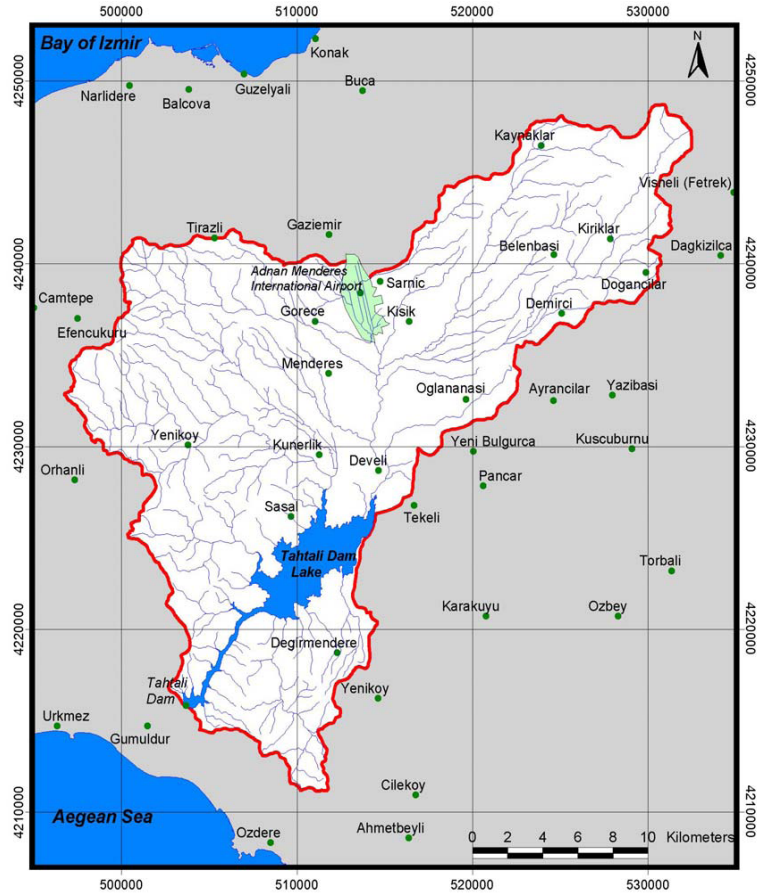 500000 510000 520000 530000
Bay of Izmir
N
Konak
4250000
4250000
Buca
Guzelyali
Narlidere
Balcova
Kaynaklar
Visneli (Fetrek)
Tirazli
Gaziemir
Kiriklar
Belenbasi
Dagkizilca
4240000
4240000
Adnan Menderes
International Airport
Sarnic
Dogancilar
Camtepe
Gorece
Kisik
Demirci
Efencukuru
Menderes
Oglananasi
Ayrancilar
Yazibasi
Yenikoy
Kunerlik
Yeni Bulgurca
Kuscuburnu
4230000
4230000
Develi
Orhanli
Pancar
Sasal
Tekeli
Tahtali Dam
Lake
Torbali
Karakuyu
Ozbey
4220000
4220000
Degirmendere
Tahtali
Dam
Yenikoy
Urkmez
Gumuldur
Cilekoy
4210000
4210000
Aegean Sea
Ozdere
Ahmetbeyli
0 2 4 6 8 10 Kilometers
500000 510000 520000 530000